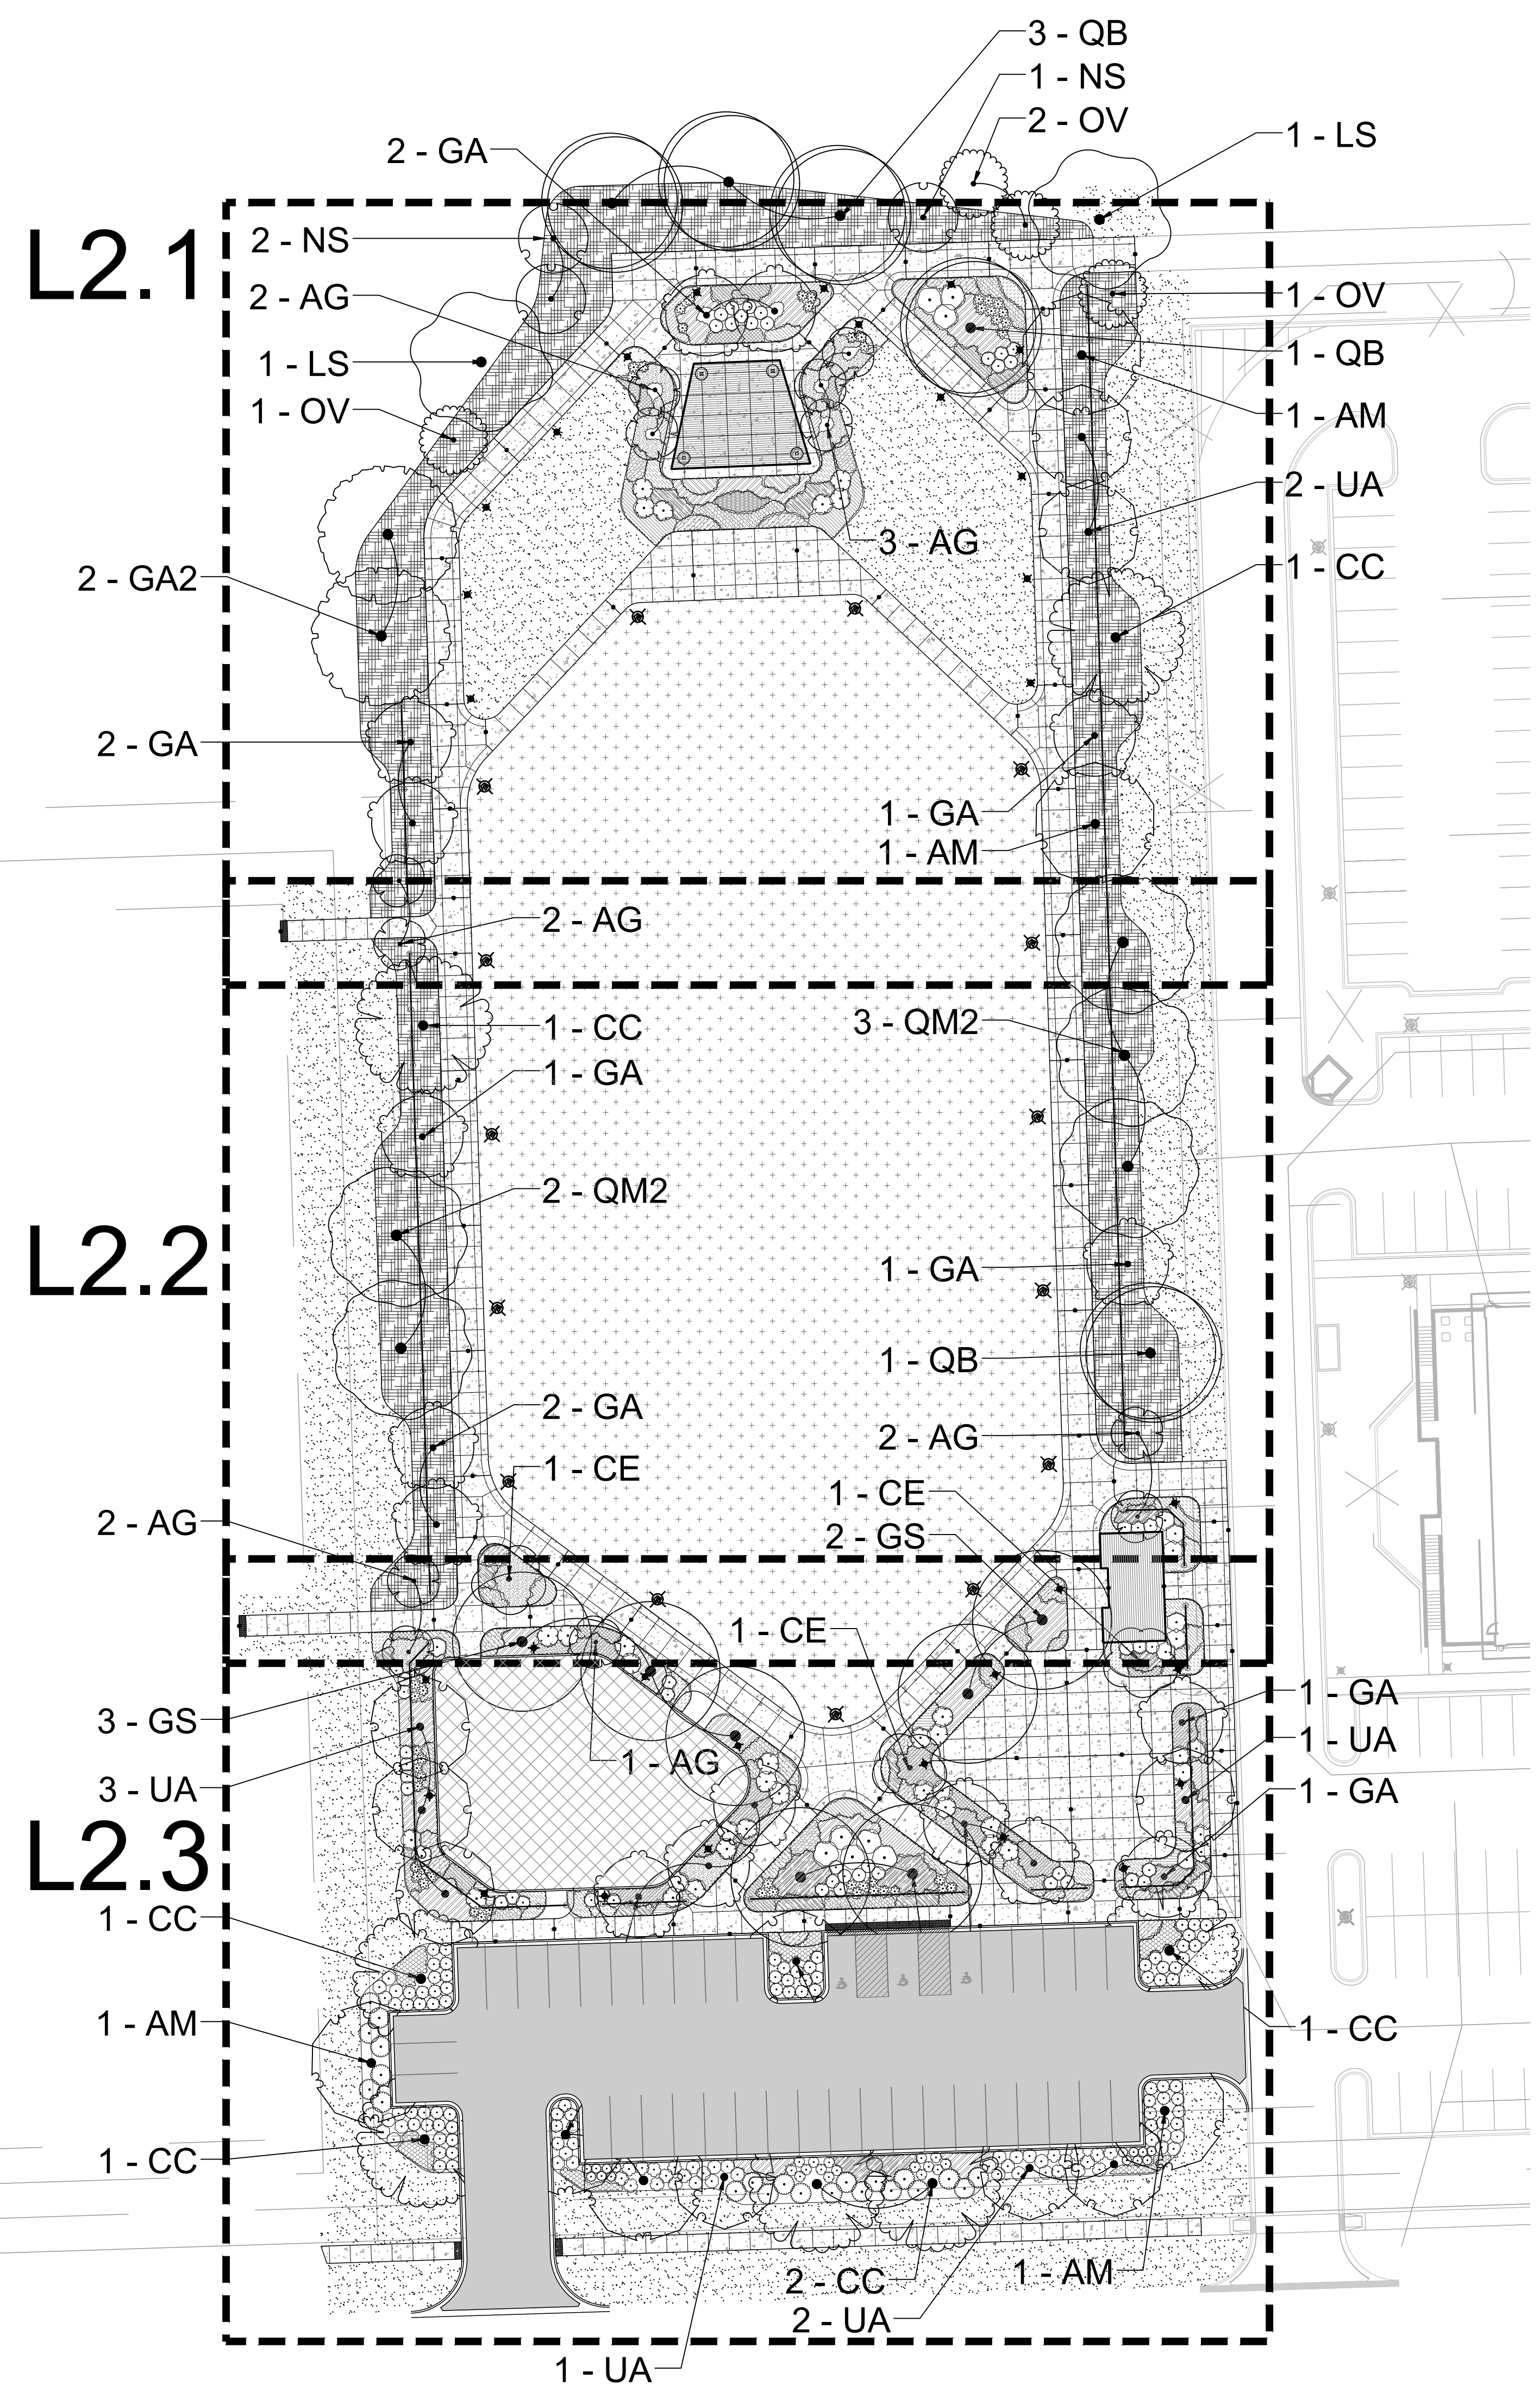 3 - QB
1 - NS
2 - OV
1 - LS
2 - GA
L2.1
2 - NS
2 - AG
1 - OV
1 - LS
1 - QB
1 - OV
1 - AM
2 - UA
3 - AG
1 - CC
2 - GA2
2 - GA
1 - GA
1 - AM
2 - AG
1 - CC
3 - QM2
1 - GA
2 - QM2
L2.2
1 - GA
1 - QB
2 - GA
2 - AG
1 - CE
1 - CE
2 - AG
2 - GS
1 - CE
1 - GA
3 - GS
1 - UA
1 - AG
3 - UA
1 - GA
L2.3
1 - CC
1 - AM
1 - CC
1 - CC
1 - AM
2 - CC
2 - UA
1 - UA